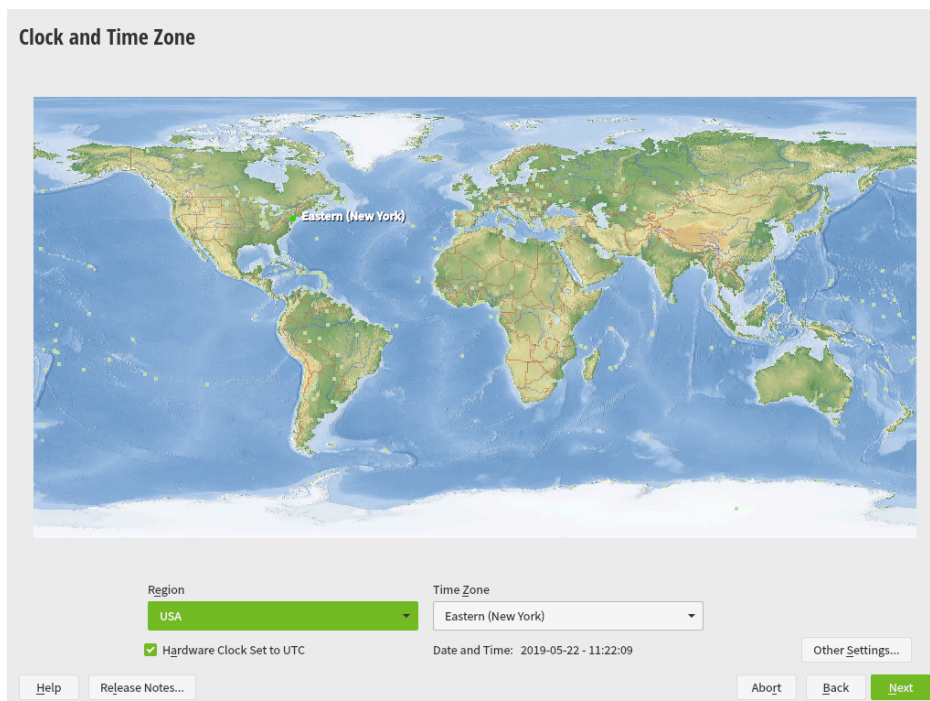 Clock and Time Zone
Eastern (New York)
Region
Time Zone
USA
Eastern (New York)
Hardware Clock Set to UTC
Date and Time: 2019-05-22 - 11:22:09
Other Settings...
Help
Release Notes...
Abort
Back
Next